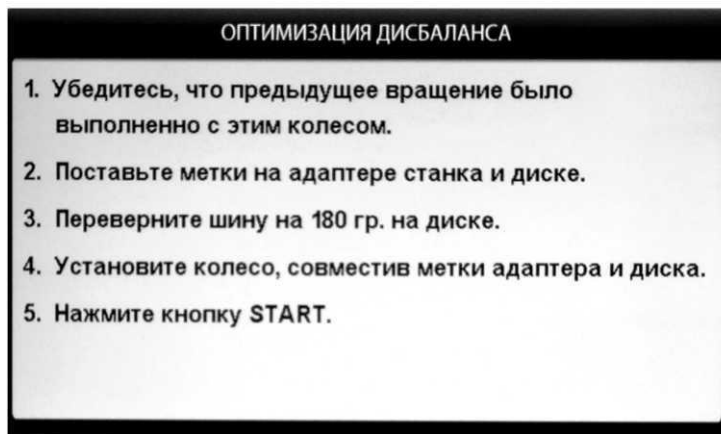 ОПТИМИЗАЦИЯ ДИСБАЛАНСА
1. Убедитесь, что предыдущее вращение было
выполненно с этим колесом.
2. Поставьте метки на адаптере станка и диске.
3. Переверните шину на 180 гр. на диске.
4. Установите колесо, совместив метки адаптера и диска.
5. Нажмите кнопку START.